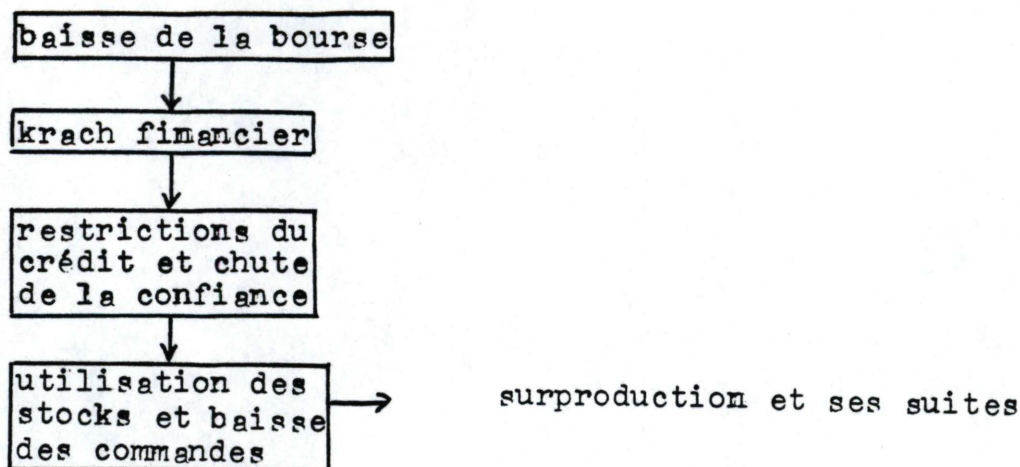 baisse de la bourse
krach fimancier
restrictions du
crédit et chute
de la confiance
utilisation des
stocks et baisse
des commandes
surproduction et ses suites